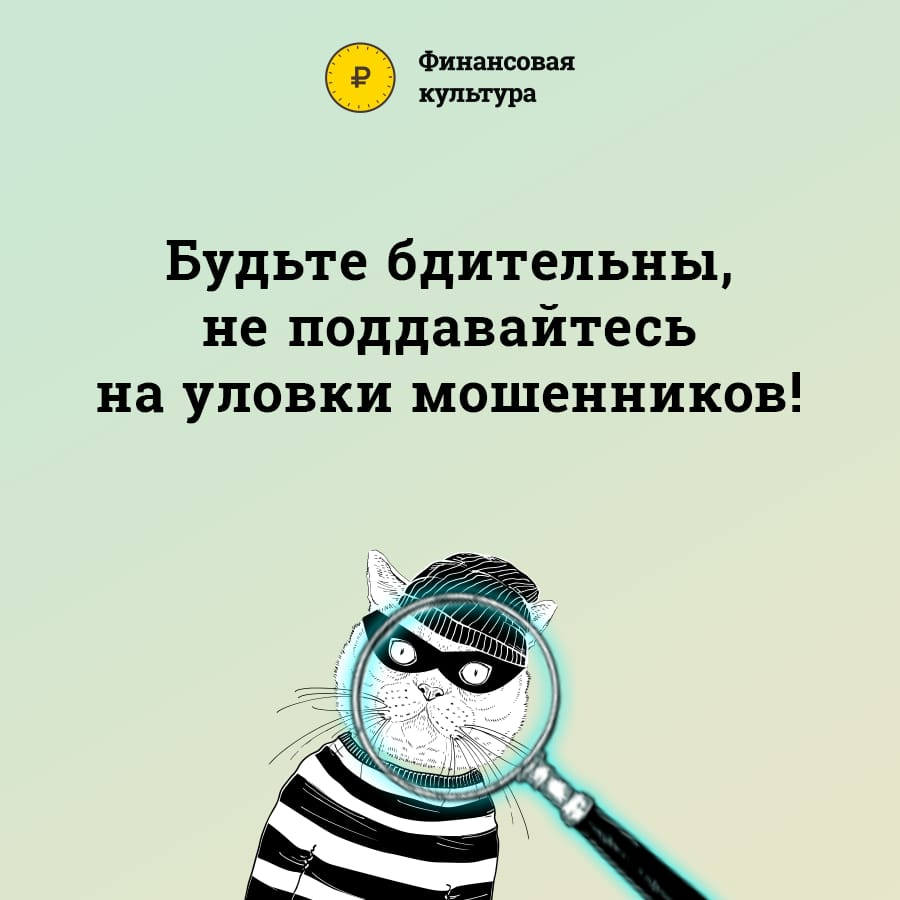 ₽
Финансовая
культура
Будьте бдительны,
не поддавайтесь
на уловки мошенников!